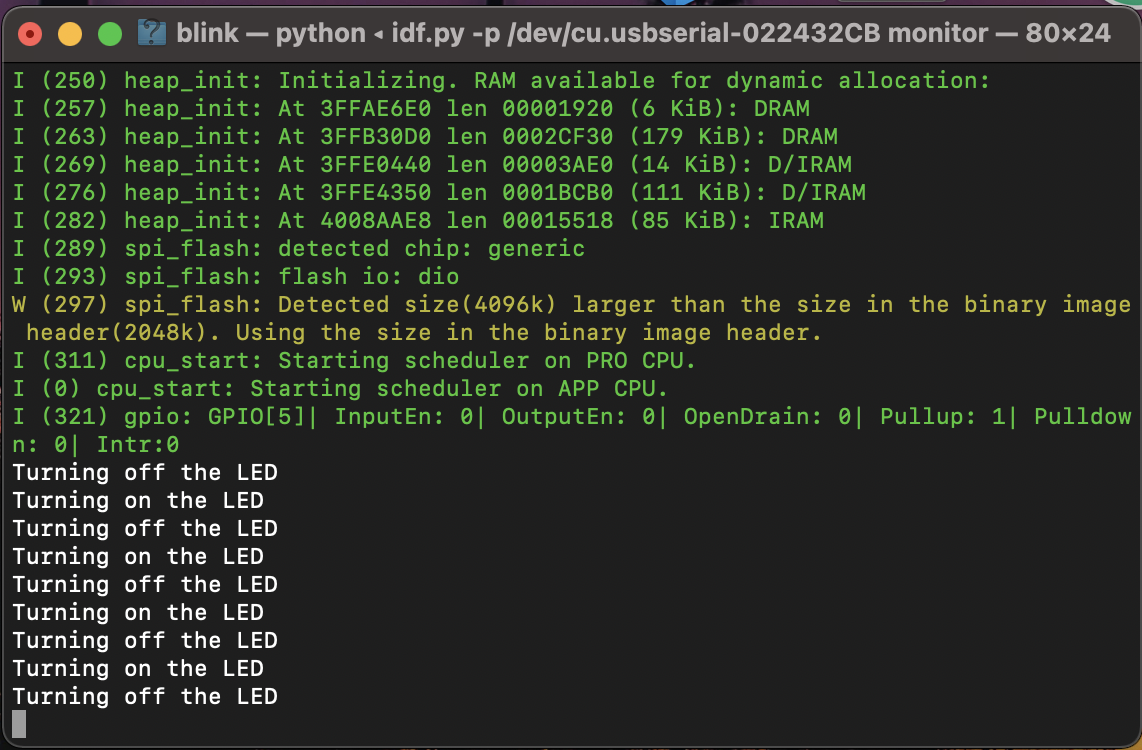 blink — python ◂ idf.py -p /dev/cu.usbserial-022432CB monitor — 80×24
I (250) heap_init: Initializing. RAM available for dynamic allocation:
I (257) heap_init: At 3FFAE6E0 len 00001920 (6 KiB): DRAM
I (263) heap_init: At 3FFB30D0 len 0002CF30 (179 KiB): DRAM
I (269) heap_init: At 3FFE0440 len 00003AE0 (14 KiB): D/IRAM
I (276) heap_init: At 3FFE4350 len 0001BCB0 (111 KiB): D/IRAM
I (282) heap_init: At 4008AAE8 len 00015518 (85 KiB): IRAM
I (289) spi_flash: detected chip: generic
I (293) spi_flash: flash io: dio
W (297) spi_flash: Detected size(4096k) larger than the size in the binary image
 header(2048k). Using the size in the binary image header.
I (311) cpu_start: Starting scheduler on PRO CPU.
I (0) cpu_start: Starting scheduler on APP CPU.
I (321) gpio: GPIO[5]| InputEn: 0| OutputEn: 0| OpenDrain: 0| Pullup: 1| Pulldow
n: 0| Intr:0
Turning off the LED
Turning on the LED
Turning off the LED
Turning on the LED
Turning off the LED
Turning on the LED
Turning off the LED
Turning on the LED
Turning off the LED